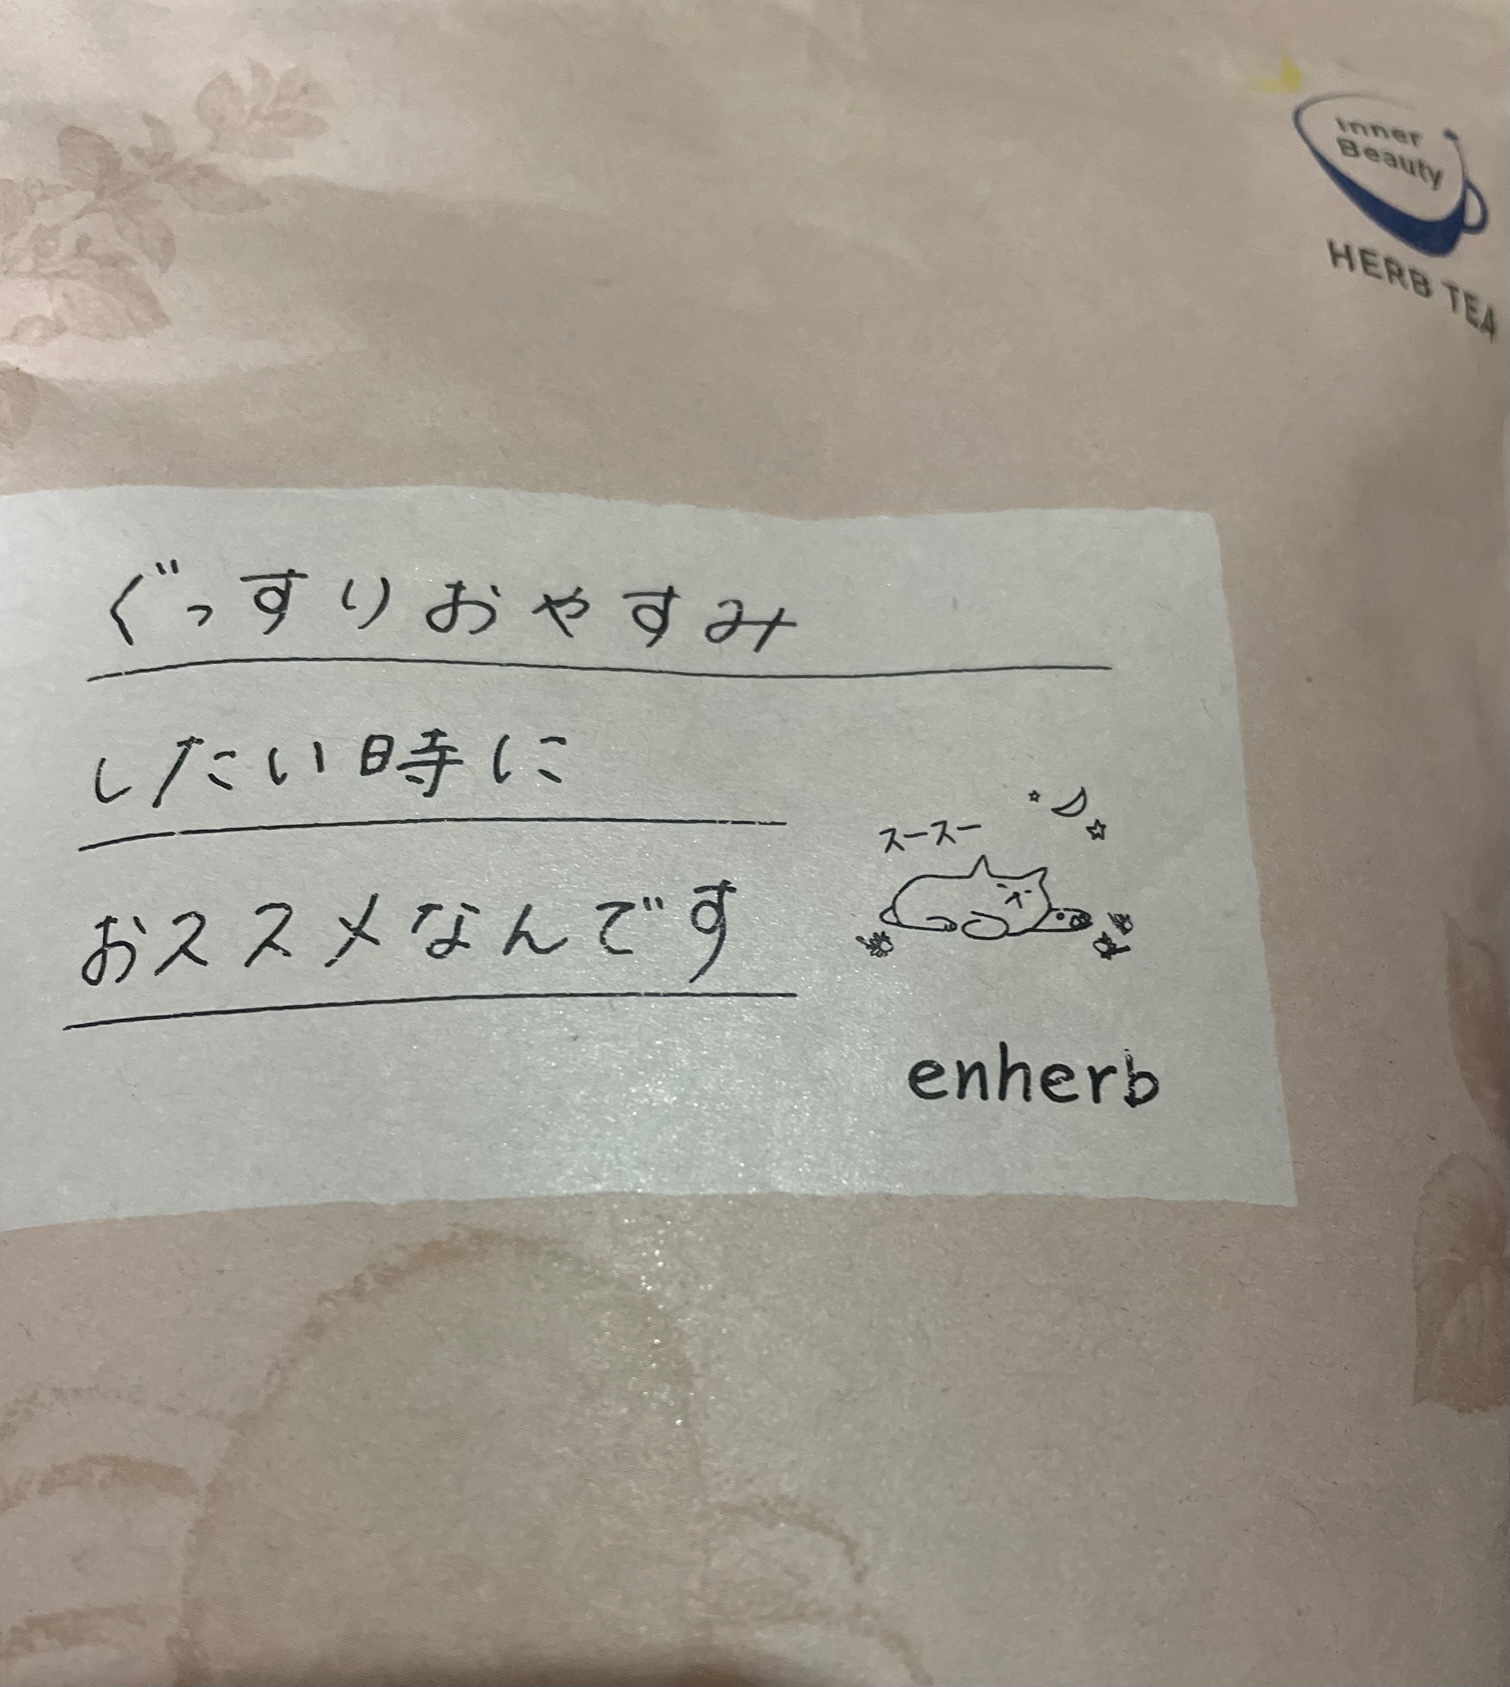 Inner
Beauty
HERB TEA
ぐっすりおやすみ
したい時に
おススメなんです
スースー
enherb